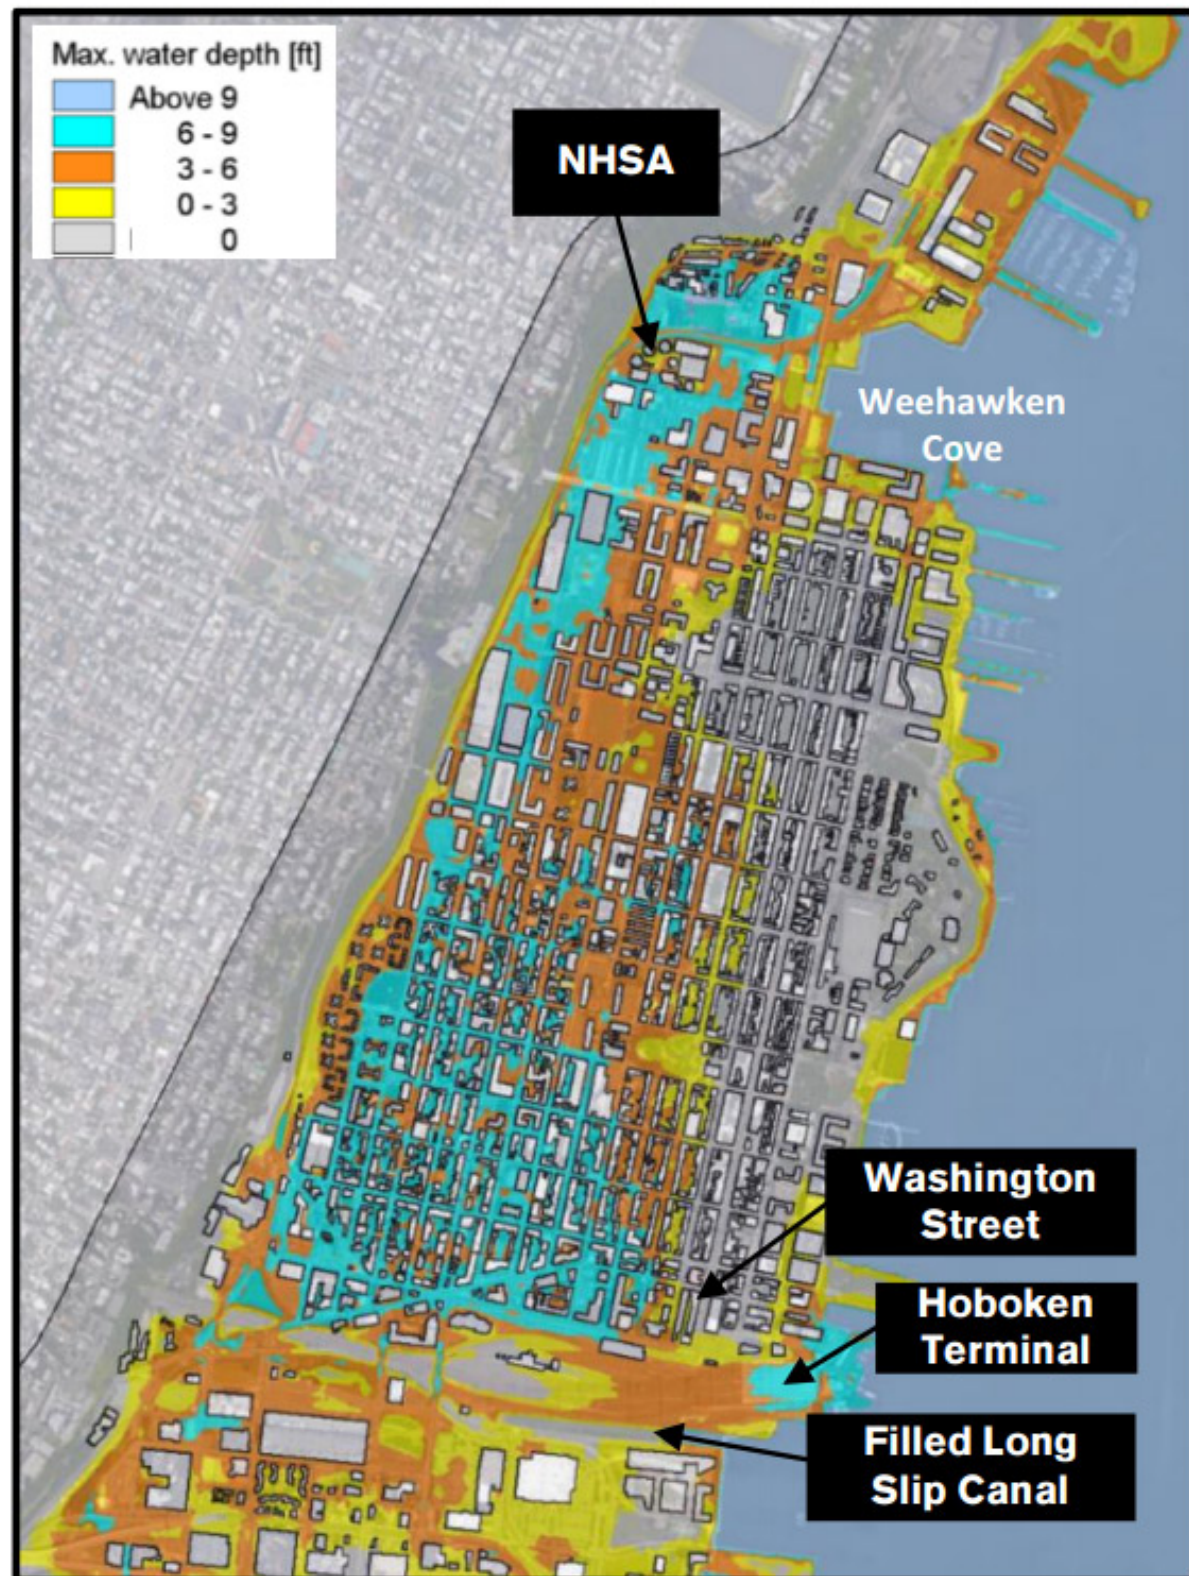 Max. water depth [ft]
Above 9
6 - 9
3 - 6
0 - 3
0
NHSA
Weehawken
Cove
Washington
Street
Hoboken
Terminal
Filled Long
Slip Canal